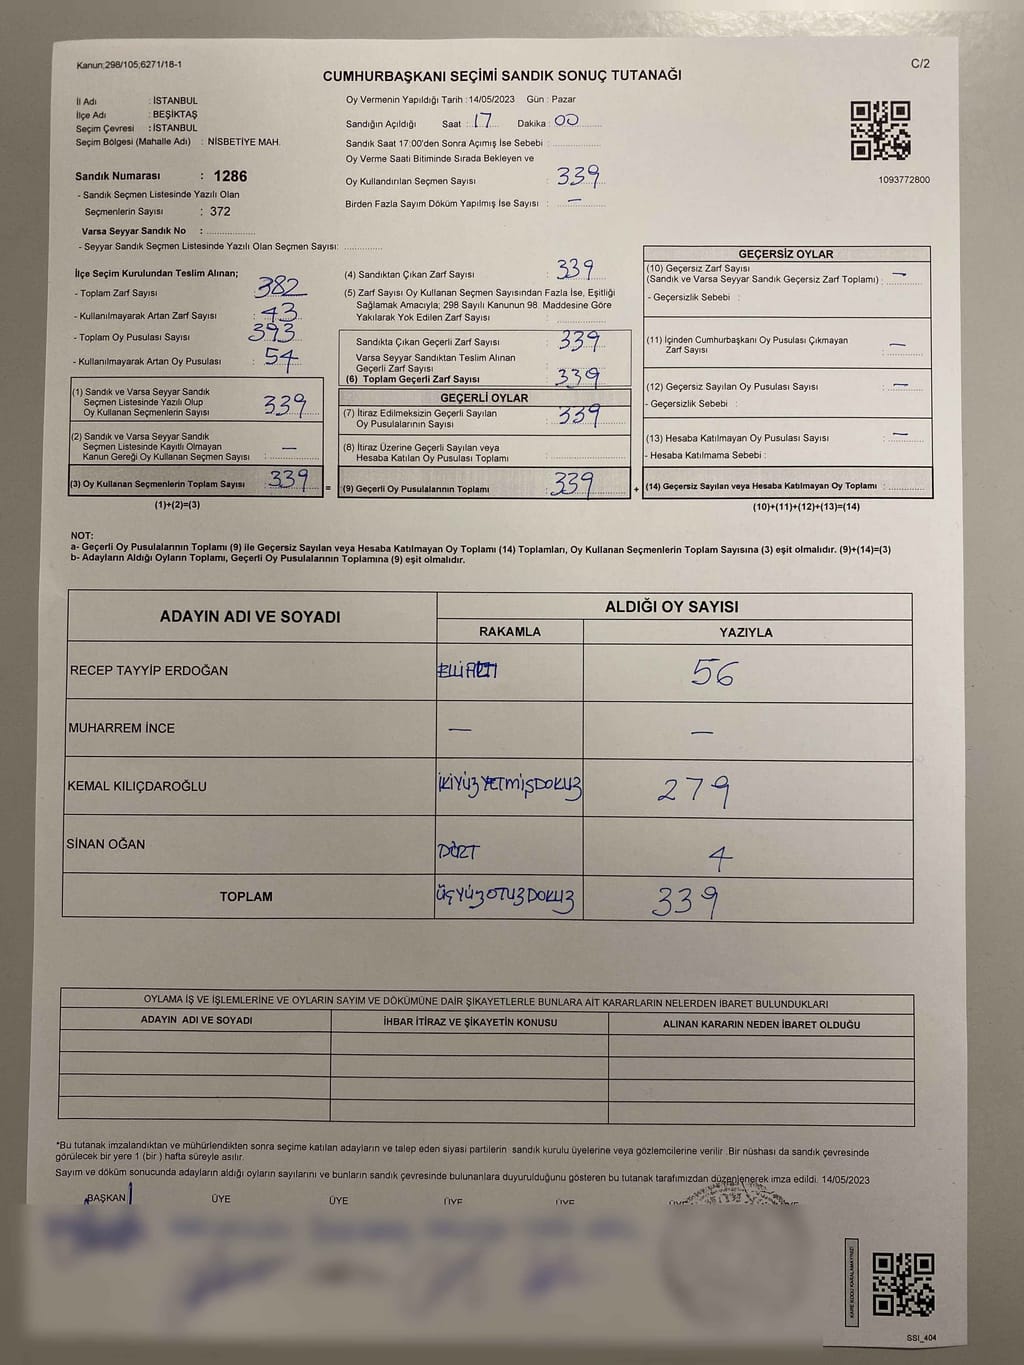 Kanun;298/105,6271/18-1
C/2
CUMHURBAŞKANI SEÇİMİ SANDIK SONUÇ TUTANAĞI
İl Adı : İSTANBUL
İlçe Adı : BEŞİKTAŞ
Seçim Çevresi : İSTANBUL
Seçim Bölgesi (Mahalle Adı) : NİSBETİYE MAH.
Sandık Numarası : 1286
- Sandık Seçmen Listesinde Yazılı Olan
Seçmenlerin Sayısı : 372
Varsa Seyyar Sandık No : ................
- Seyyar Sandık Seçmen Listesinde Yazılı Olan Seçmen Sayısı: ............
Oy Vermenin Yapıldığı Tarih : 14/05/2023 Gün : Pazar
Sandığın Açıldığı Saat : 17 Dakika : 00
Sandık Saat 17:00'den Sonra Açımış İse Sebebi : ................
Oy Verme Saati Bitiminde Sırada Bekleyen ve
Oy Kullandırılan Seçmen Sayısı : 339
Birden Fazla Sayım Döküm Yapılmış İse Sayısı : —
1093772800
İlçe Seçim Kurulundan Teslim Alınan;
- Toplam Zarf Sayısı : 382
- Kullanılmayarak Artan Zarf Sayısı : 43
- Toplam Oy Pusulası Sayısı : 393
- Kullanılmayarak Artan Oy Pusulası : 54
(1) Sandık ve Varsa Seyyar Sandık
Seçmen Listesinde Yazılı Olup
Oy Kullanan Seçmenlerin Sayısı : 339
(2) Sandık ve Varsa Seyyar Sandık
Seçmen Listesinde Kayıtlı Olmayan
Kanun Gereği Oy Kullanan Seçmen Sayısı : —
(3) Oy Kullanan Seçmenlerin Toplam Sayısı : 339 =
(1)+(2)=(3)
(4) Sandıktan Çıkan Zarf Sayısı : 339
(5) Zarf Sayısı Oy Kullanan Seçmen Sayısından Fazla İse, Eşitliği
Sağlamak Amacıyla; 298 Sayılı Kanunun 98. Maddesine Göre
Yakılarak Yok Edilen Zarf Sayısı : ................
Sandıkta Çıkan Geçerli Zarf Sayısı : 339
Varsa Seyyar Sandıktan Teslim Alınan
Geçerli Zarf Sayısı : ................
(6) Toplam Geçerli Zarf Sayısı : 339
GEÇERLİ OYLAR
(7) İtiraz Edilmeksizin Geçerli Sayılan
Oy Pusulalarının Sayısı : 339
(8) İtiraz Üzerine Geçerli Sayılan veya
Hesaba Katılan Oy Pusulası Toplamı : ................
(9) Geçerli Oy Pusulalarının Toplamı : 339 +
GEÇERSİZ OYLAR
(10) Geçersiz Zarf Sayısı
(Sandık ve Varsa Seyyar Sandık Geçersiz Zarf Toplamı) : —
- Geçersizlik Sebebi :
(11) İçinden Cumhurbaşkanı Oy Pusulası Çıkmayan
Zarf Sayısı : —
(12) Geçersiz Sayılan Oy Pusulası Sayısı : —
- Geçersizlik Sebebi :
(13) Hesaba Katılmayan Oy Pusulası Sayısı : —
- Hesaba Katılmama Sebebi :
(14) Geçersiz Sayılan veya Hesaba Katılmayan Oy Toplamı : ............
(10)+(11)+(12)+(13)=(14)
NOT:
a- Geçerli Oy Pusulalarının Toplamı (9) ile Geçersiz Sayılan veya Hesaba Katılmayan Oy Toplamı (14) Toplamları, Oy Kullanan Seçmenlerin Toplam Sayısına (3) eşit olmalıdır. (9)+(14)=(3)
b- Adayların Aldığı Oyların Toplamı, Geçerli Oy Pusulalarının Toplamına (9) eşit olmalıdır.
ADAYIN ADI VE SOYADI
ALDIĞI OY SAYISI
RAKAMLA YAZIYLA
RECEP TAYYİP ERDOĞAN ELLİALTI 56
MUHARREM İNCE — —
KEMAL KILIÇDAROĞLU İKİYÜZYETMİŞDOKUZ 279
SİNAN OĞAN DÖRT 4
TOPLAM ÜÇYÜZOTUZDOKUZ 339
OYLAMA İŞ VE İŞLEMLERİNE VE OYLARIN SAYIM VE DÖKÜMÜNE DAİR ŞİKAYETLERLE BUNLARA AİT KARARLARIN NELERDEN İBARET BULUNDUKLARI
ADAYIN ADI VE SOYADI İHBAR İTİRAZ VE ŞİKAYETİN KONUSU ALINAN KARARIN NEDEN İBARET OLDUĞU
*Bu tutanak imzalandıktan ve mühürlendikten sonra seçime katılan adayların ve talep eden siyasi partilerin sandık kurulu üyelerine veya gözlemcilerine verilir .Bir nüshası da sandık çevresinde
görülecek bir yere 1 (bir ) hafta süreyle asılır.
Sayım ve döküm sonucunda adayların aldığı oyların sayılarını ve bunların sandık çevresinde bulunanlara duyurulduğunu gösteren bu tutanak tarafımızdan düzenlenerek imza edildi. 14/05/2023
BAŞKAN ÜYE ÜYE ÜYE ÜYE
KARE KODU KARALAMAYINIZ!
SSI_404